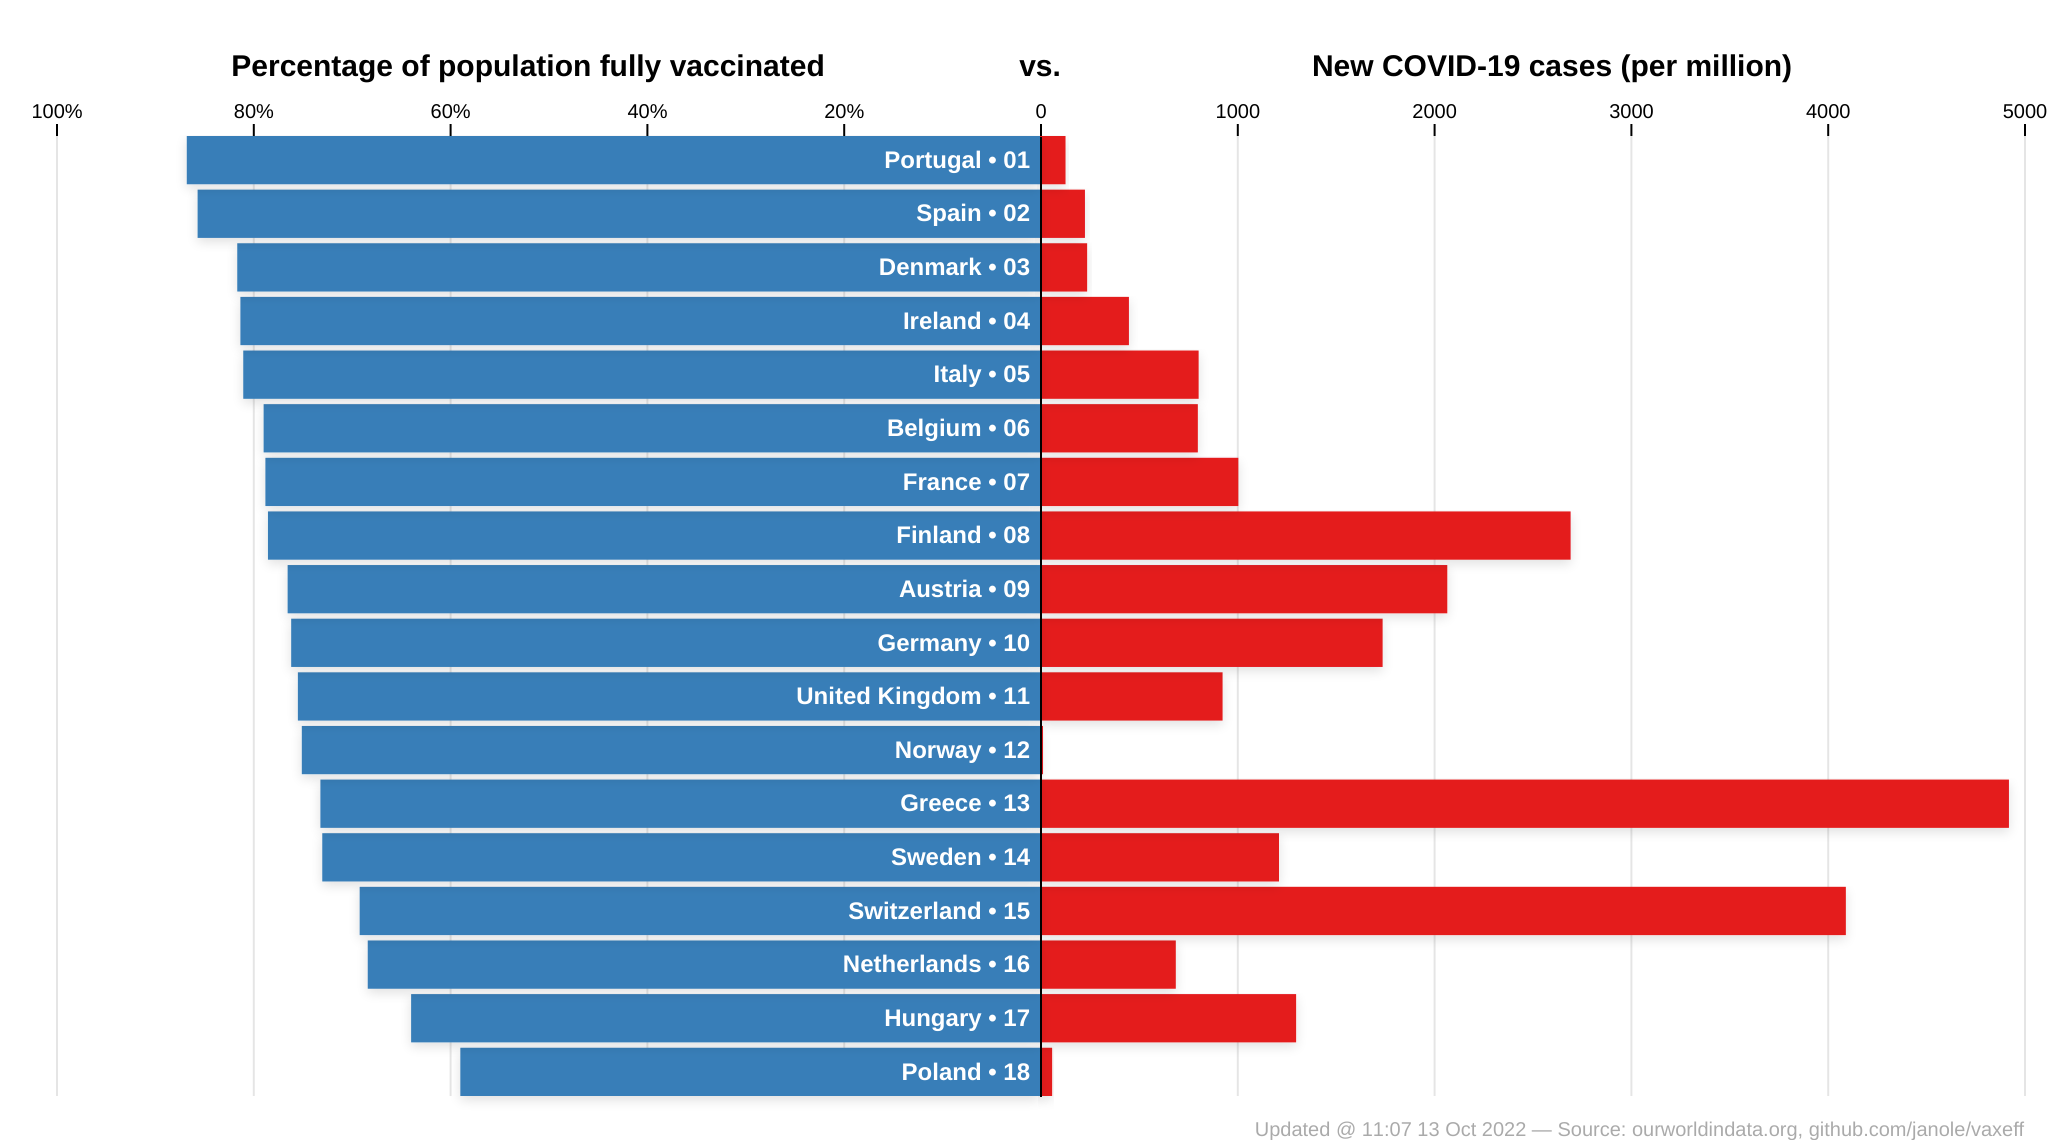 Percentage of population fully vaccinated vs. New COVID-19 cases (per million)
100% 80% 60% 40% 20% 0 1000 2000 3000 4000 5000
Portugal • 01
Spain • 02
Denmark • 03
Ireland • 04
Italy • 05
Belgium • 06
France • 07
Finland • 08
Austria • 09
Germany • 10
United Kingdom • 11
Norway • 12
Greece • 13
Sweden • 14
Switzerland • 15
Netherlands • 16
Hungary • 17
Poland • 18
Updated @ 11:07 13 Oct 2022 — Source: ourworldindata.org, github.com/janole/vaxeff